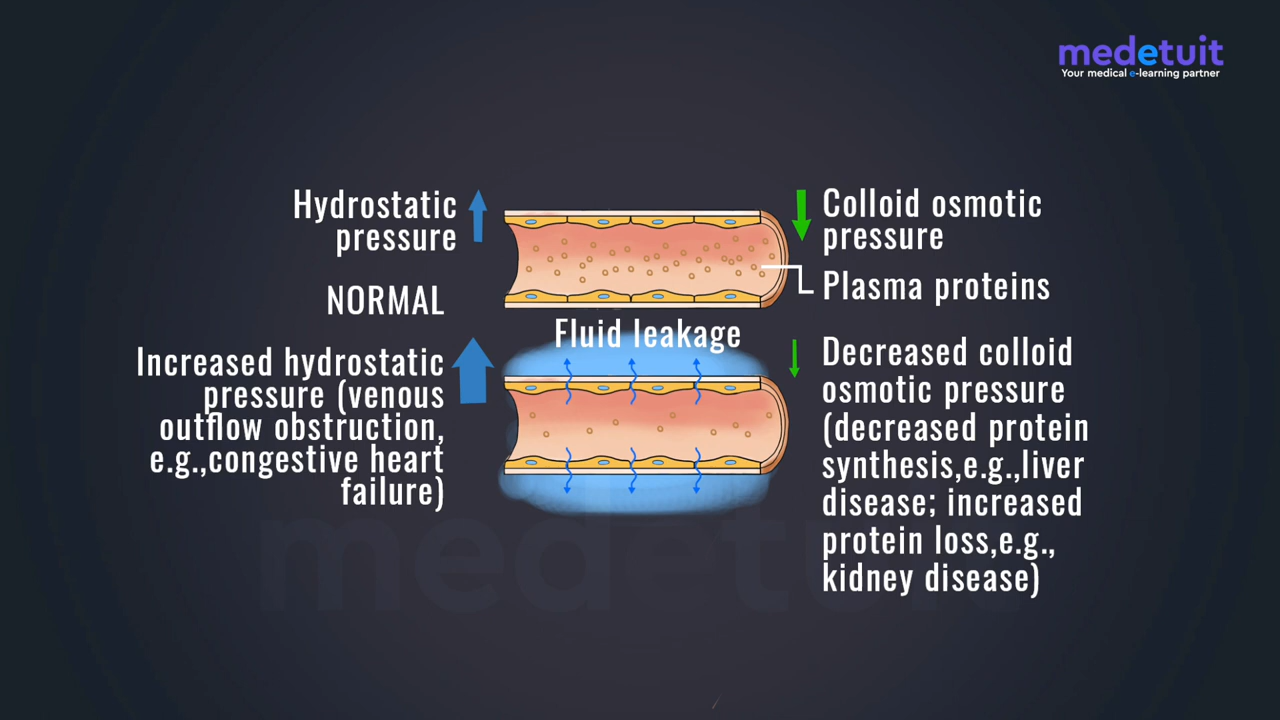 medetuit
Your medical e-learning partner
Hydrostatic
pressure
Colloid osmotic
pressure
Plasma proteins
NORMAL
Fluid leakage
Increased hydrostatic
pressure (venous
outflow obstruction,
e.g.,congestive heart
failure)
Decreased colloid
osmotic pressure
(decreased protein
synthesis,e.g.,liver
disease; increased
protein loss,e.g.,
kidney disease)
medetuit